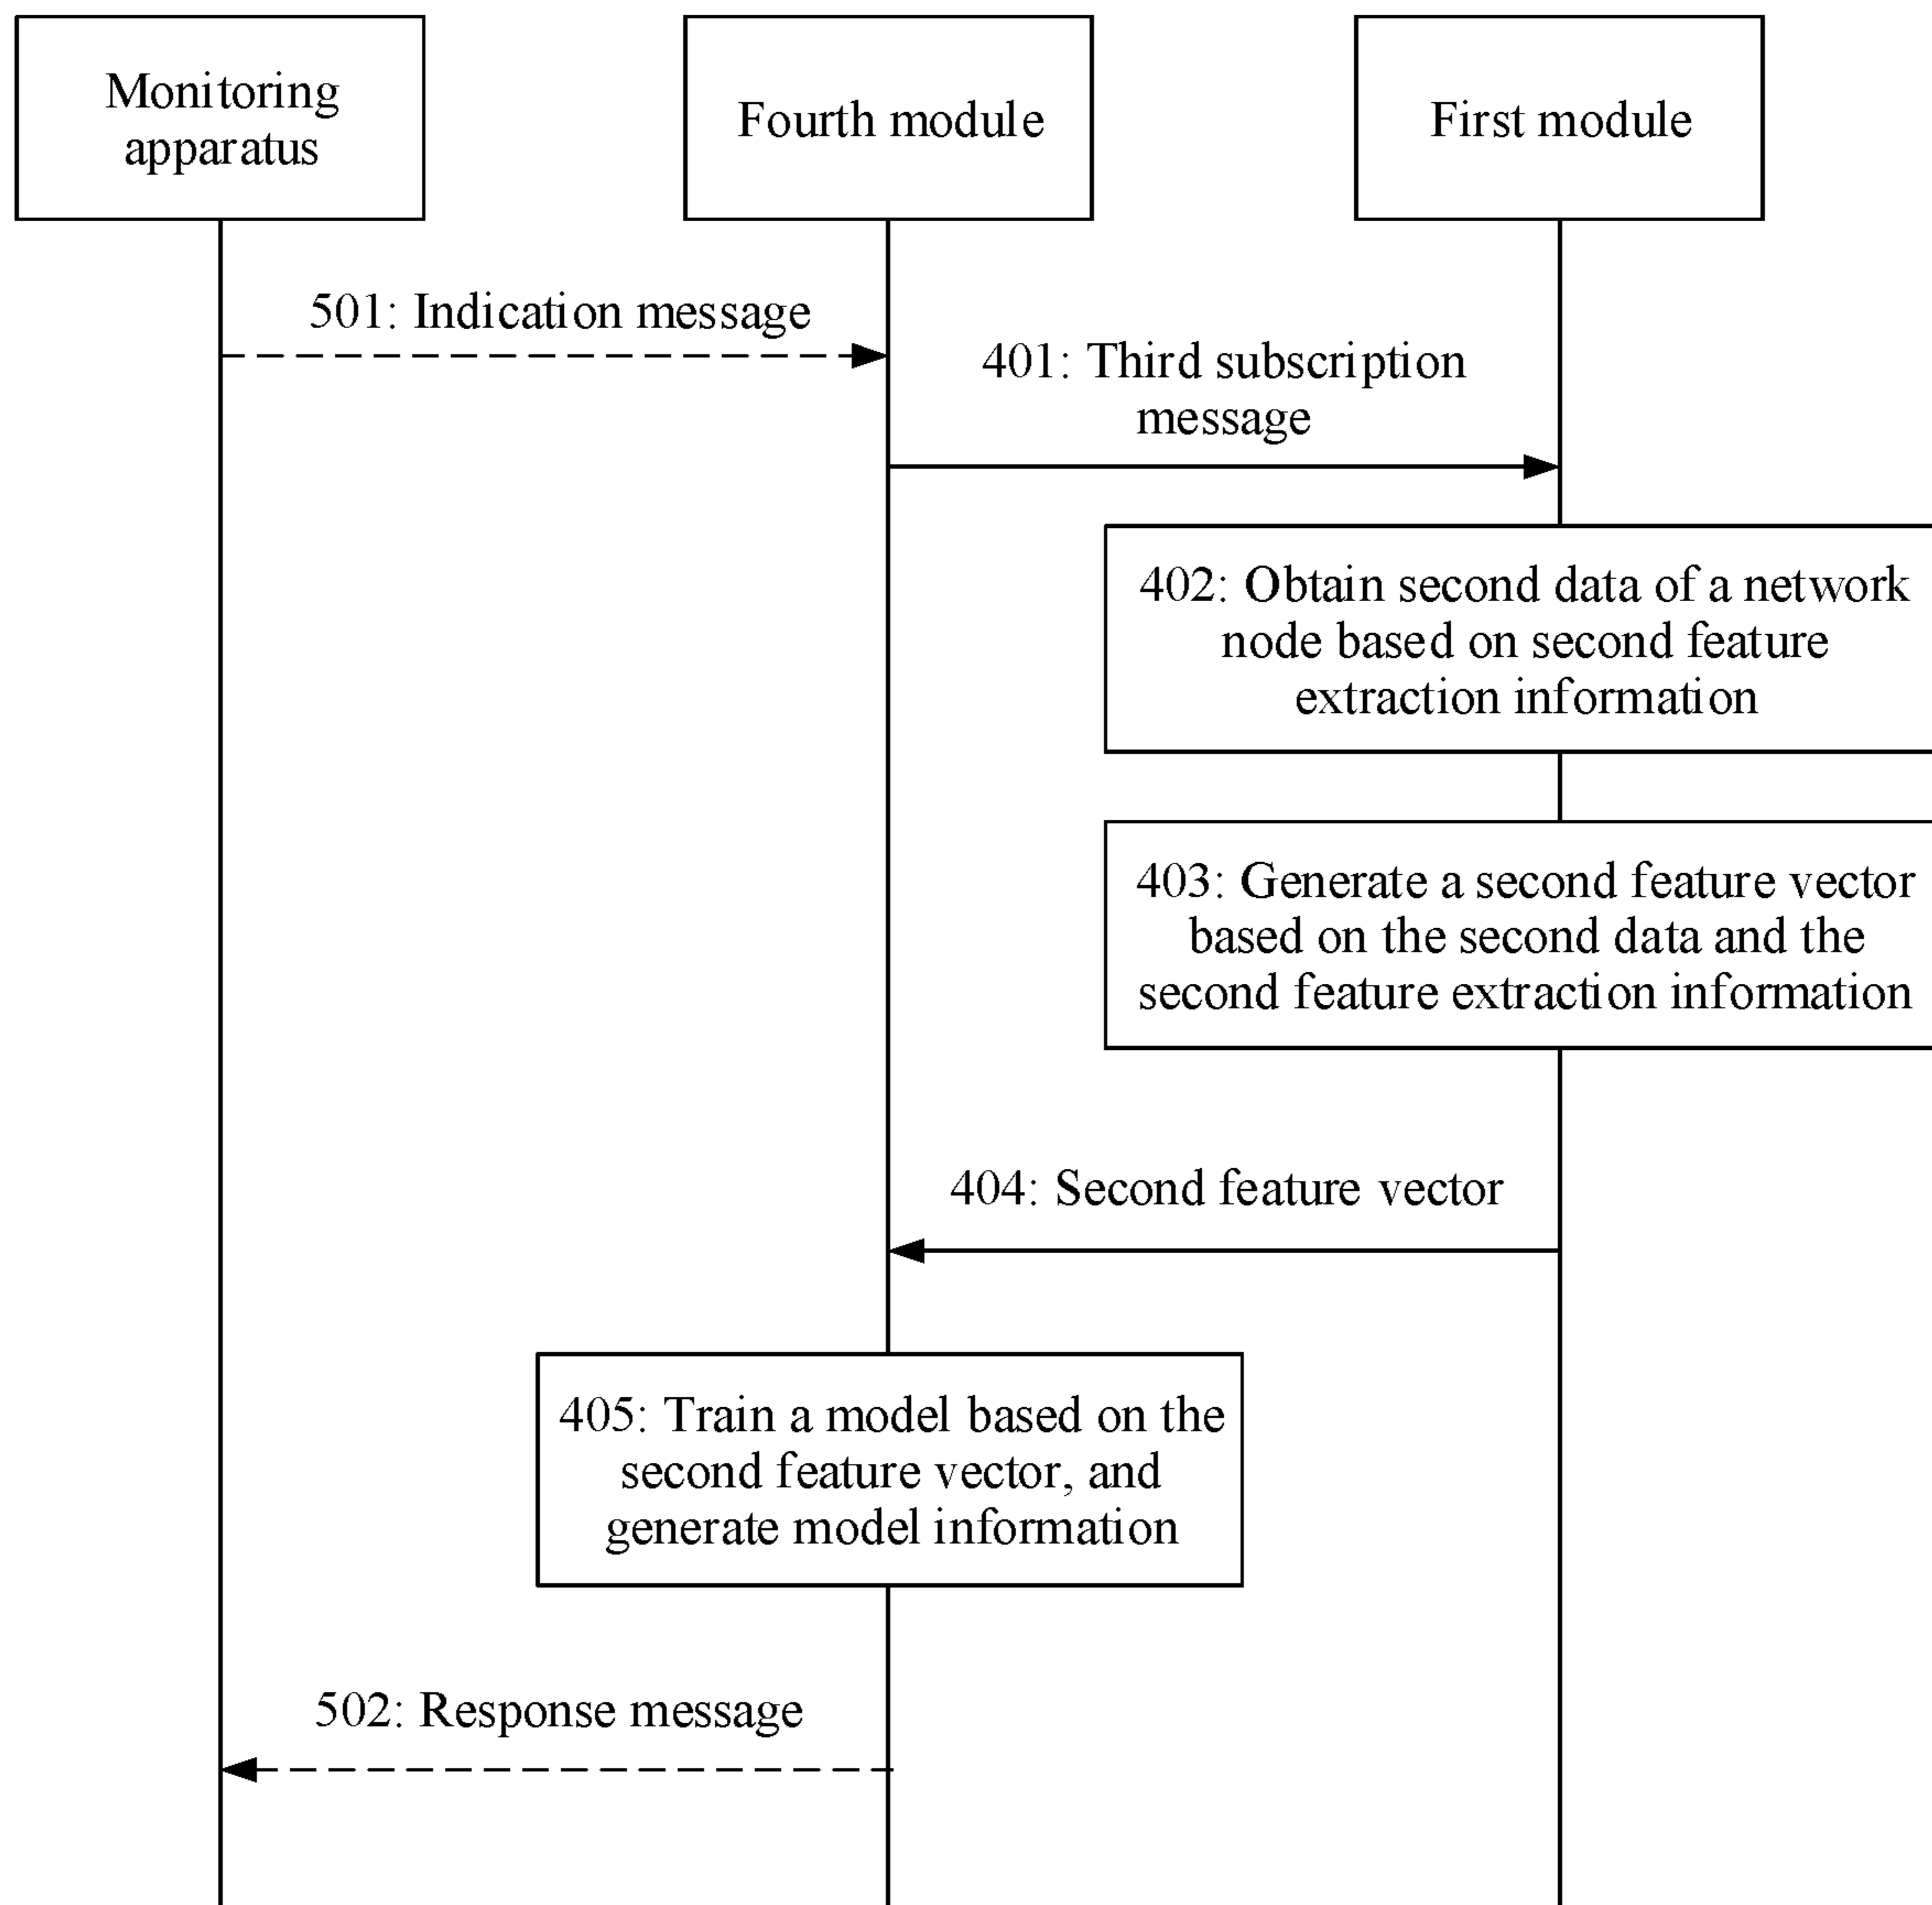 Monitoring
apparatus
Fourth module
First module
501: Indication message
401: Third subscription
message
402: Obtain second data of a network
node based on second feature
extraction information
403: Generate a second feature vector
based on the second data and the
second feature extraction information
404: Second feature vector
405: Train a model based on the
second feature vector, and
generate model information
502: Response message